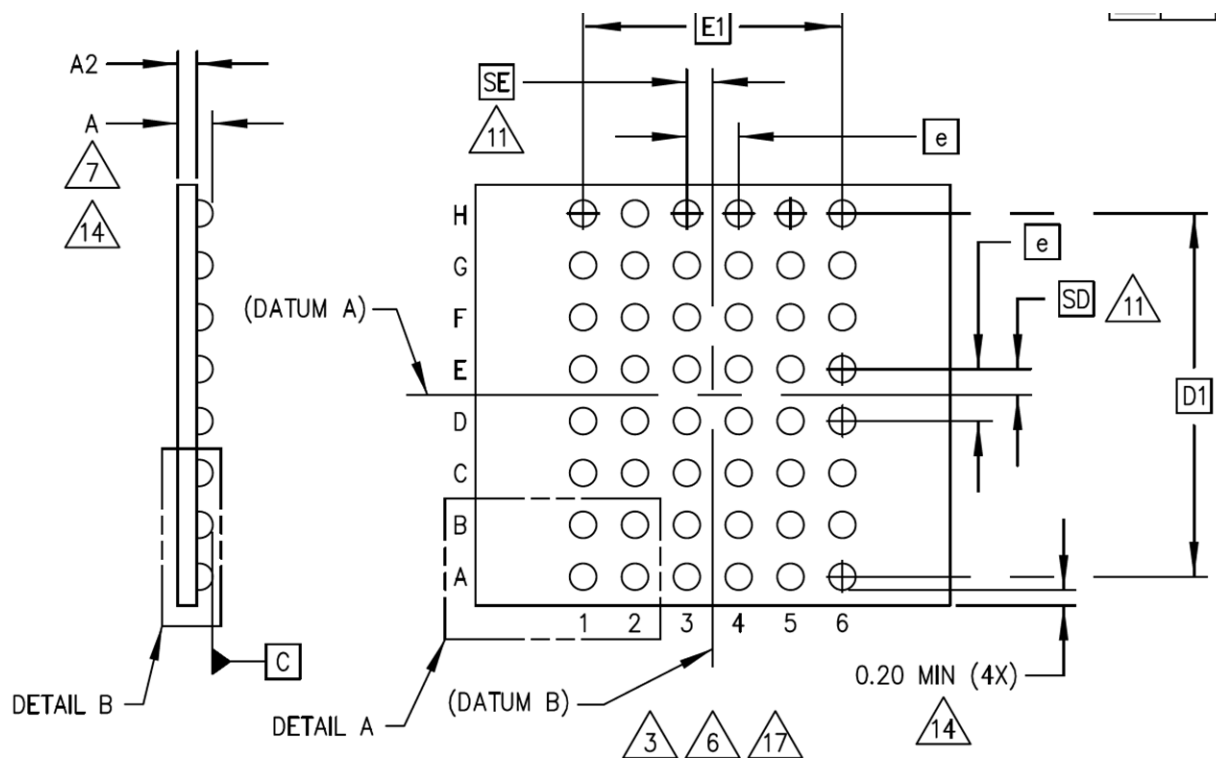 E1
A2
SE
11
A
e
7
14
H
G
e
F
SD
11
(DATUM A)
E
D1
D
C
B
A
1 2 3 4 5 6
C
0.20 MIN (4X)
14
DETAIL B
DETAIL A
(DATUM B)
3 6 17